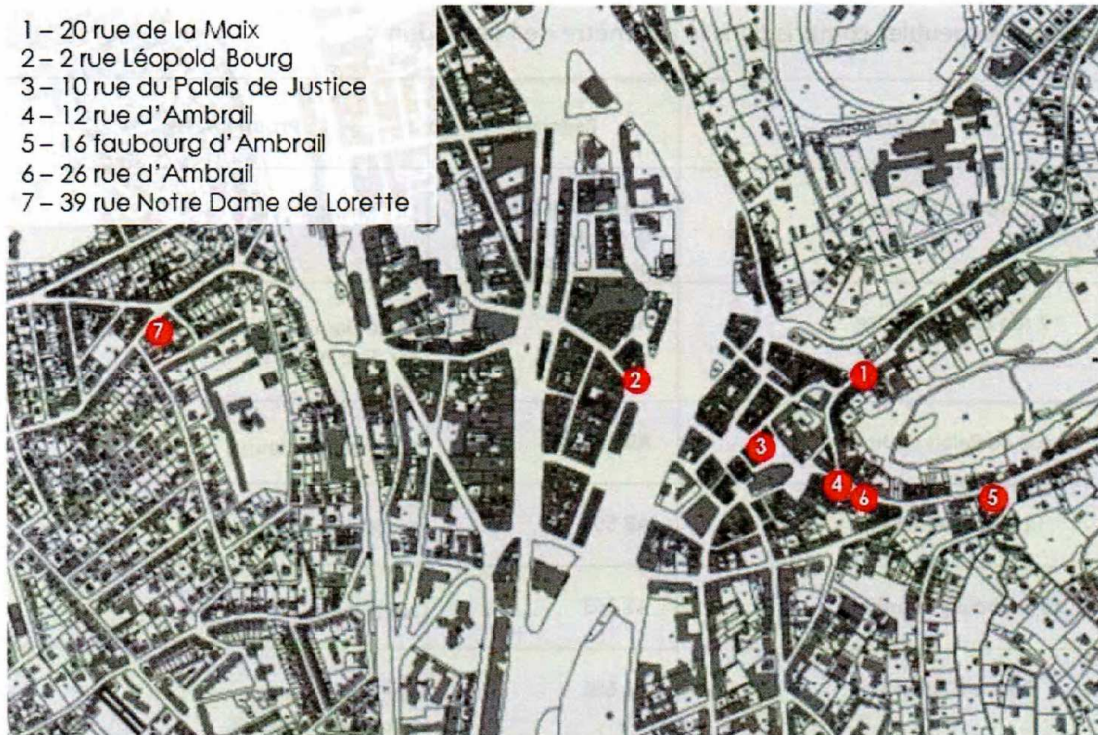 1 – 20 rue de la Maix
2 – 2 rue Léopold Bourg
3 – 10 rue du Palais de Justice
4 – 12 rue d'Ambrail
5 – 16 faubourg d'Ambrail
6 – 26 rue d'Ambrail
7 – 39 rue Notre Dame de Lorette
1
7
2
3
4
6
5